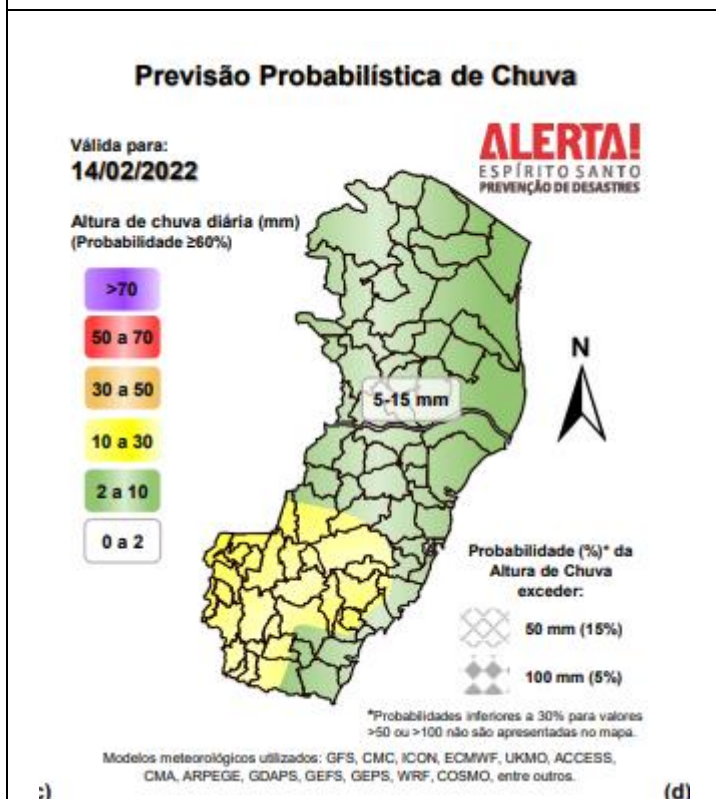 Previsão Probabilística de Chuva
Válida para:
14/02/2022
ALERTA!
ESPÍRITO SANTO
PREVENÇÃO DE DESASTRES
Altura de chuva diária (mm)
(Probabilidade ≥60%)
>70
50 a 70
30 a 50
10 a 30
2 a 10
0 a 2
N
5-15 mm
Probabilidade (%)* da
Altura de Chuva
exceder:
50 mm (15%)
100 mm (5%)
*Probabilidades inferiores a 30% para valores
>50 ou >100 não são apresentadas no mapa.
Modelos meteorológicos utilizados: GFS, CMC, ICON, ECMWF, UKMO, ACCESS,
CMA, ARPEGE, GDAPS, GEFS, GEPS, WRF, COSMO, entre outros.
c)
(d)